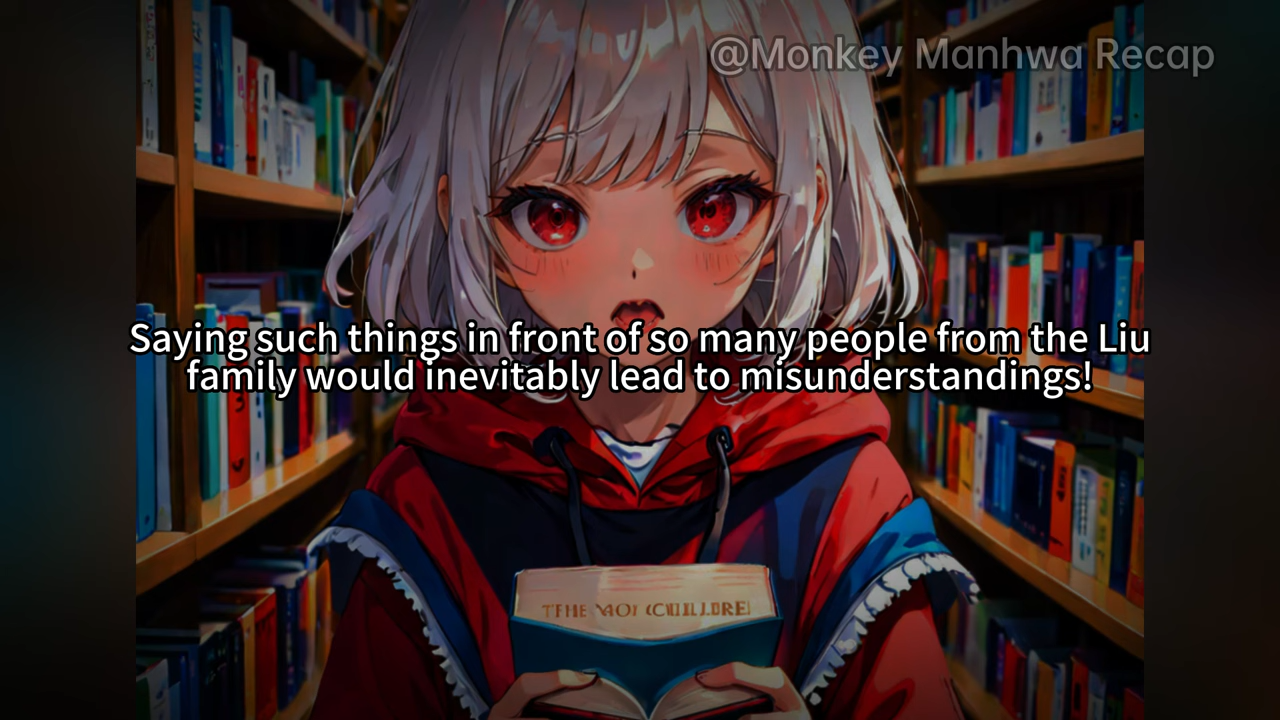 @Monkey Manhwa Recap
Saying such things in front of so many people from the Liu
family would inevitably lead to misunderstandings!